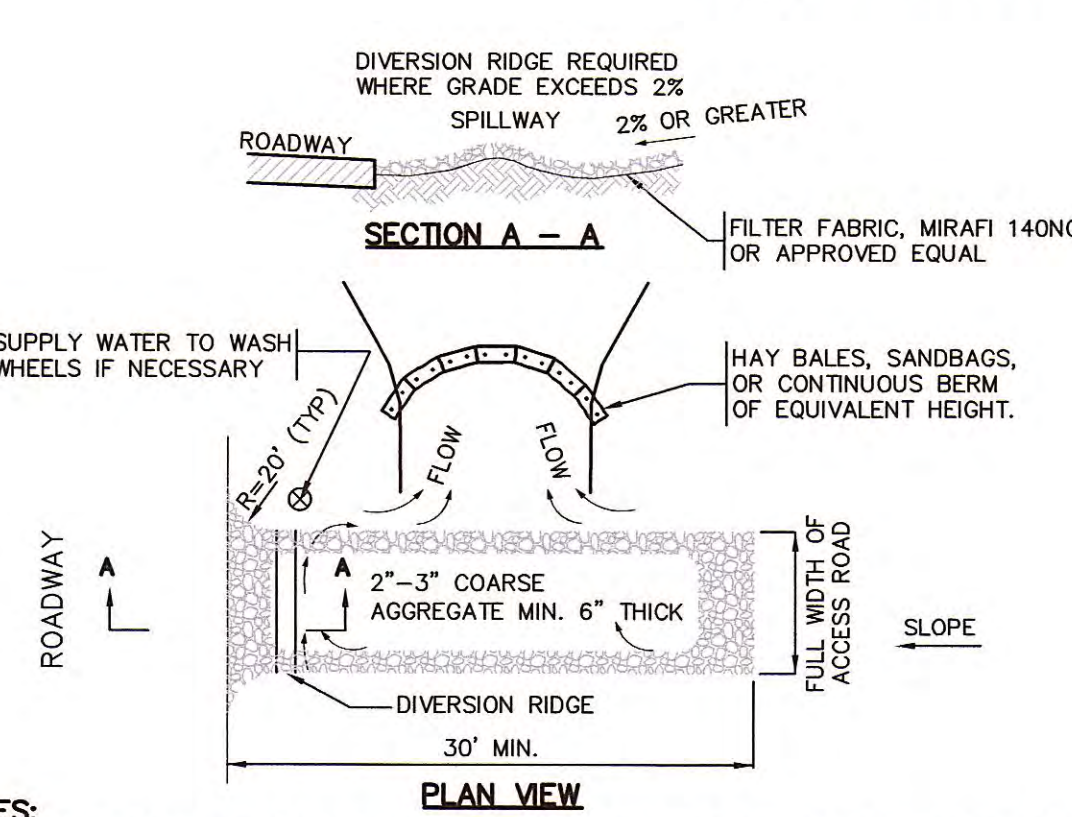 DIVERSION RIDGE REQUIRED
WHERE GRADE EXCEEDS 2%
SPILLWAY
2% OR GREATER
ROADWAY
SECTION A – A
FILTER FABRIC, MIRAFI 140NC
OR APPROVED EQUAL
SUPPLY WATER TO WASH
WHEELS IF NECESSARY
HAY BALES, SANDBAGS,
OR CONTINUOUS BERM
OF EQUIVALENT HEIGHT.
R=20' (TYP)
FLOW
FLOW
ROADWAY
A
A
2"–3" COARSE
AGGREGATE MIN. 6" THICK
FULL WIDTH OF
ACCESS ROAD
SLOPE
DIVERSION RIDGE
30' MIN.
PLAN VIEW
ES: